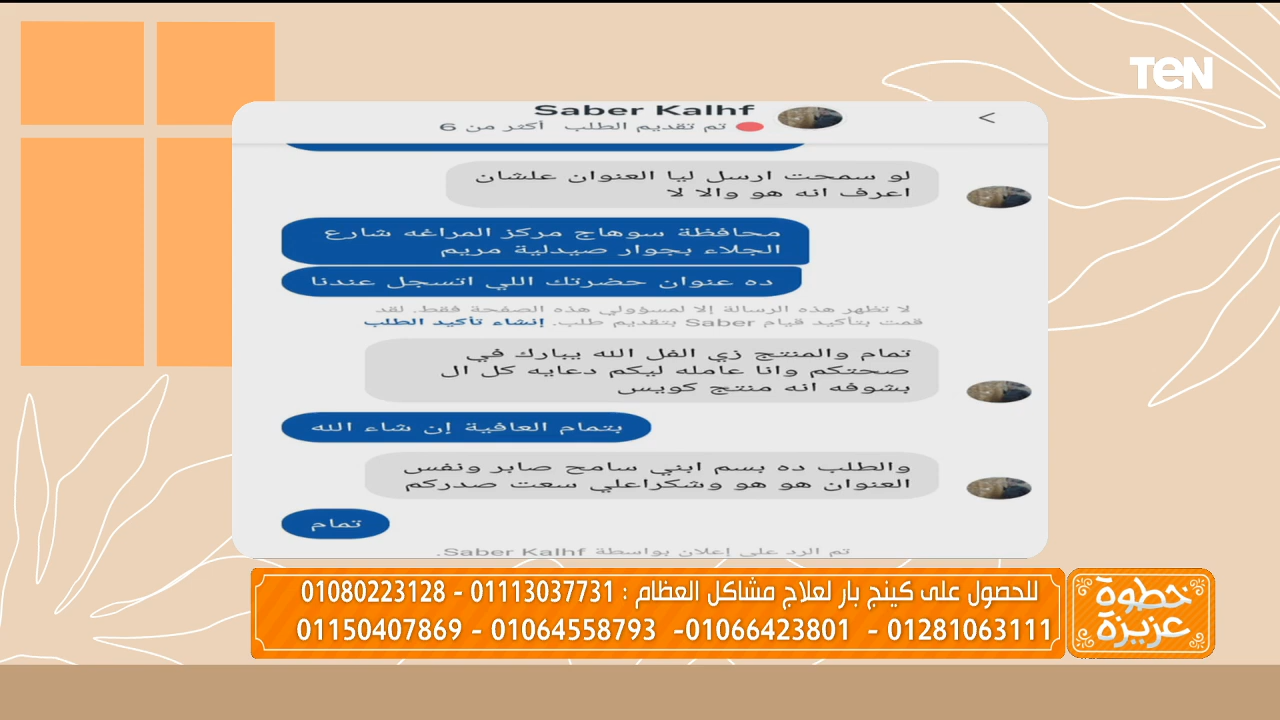 TEN
Saber Kalhf
تم تقديم الطلب أكثر من 6
لو سمحت ارسل ليا العنوان علشان
اعرف انه هو والا لا
محافظة سوهاج مركز المراغه شارع
الجلاء بجوار صيدلية مريم
ده عنوان حضرتك اللي اتسجل عندنا
لا تظهر هذه الرسالة إلا لمسؤولي هذه الصفحة فقط. لقد
قمت بتأكيد قيام Saber بتقديم طلب. إنشاء تأكيد الطلب
تمام والمنتج زي الفل الله يبارك في
صحتكم وانا عامله ليكم دعايه كل ال
بشوفه انه منتج كويس
بتمام العافية إن شاء الله
والطلب ده بسم ابني سامح صابر ونفس
العنوان هو هو وشكراعلي سعت صدركم
تمام
تم الرد على إعلان بواسطة Saber Kalhf.
للحصول على كينج بار لعلاج مشاكل العظام : 01113037731 - 01080223128
01281063111 - 01066423801- 01064558793 - 01150407869
خطوة
عزيزة